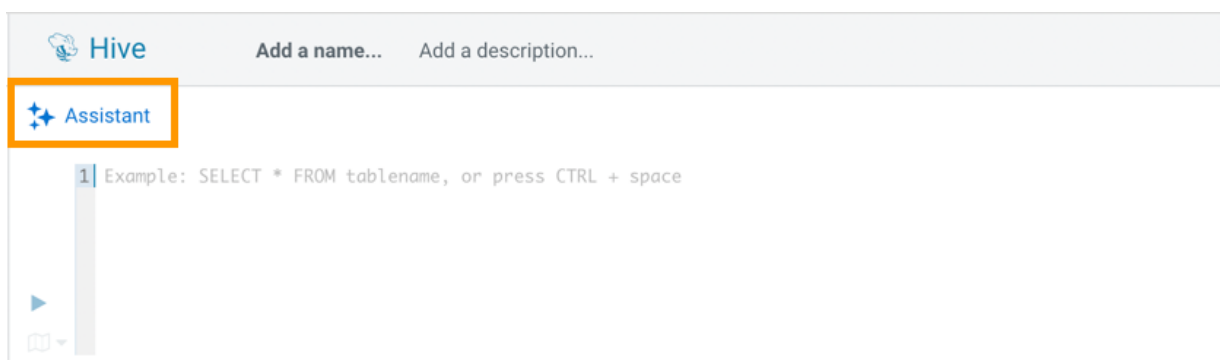 Hive Add a name... Add a description...
Assistant
1 Example: SELECT * FROM tablename, or press CTRL + space